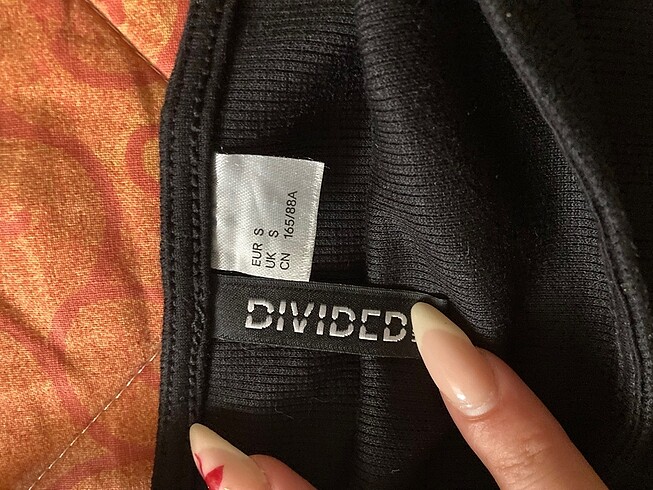 EUR S
UK S
CN 165/88A
DIVIDED